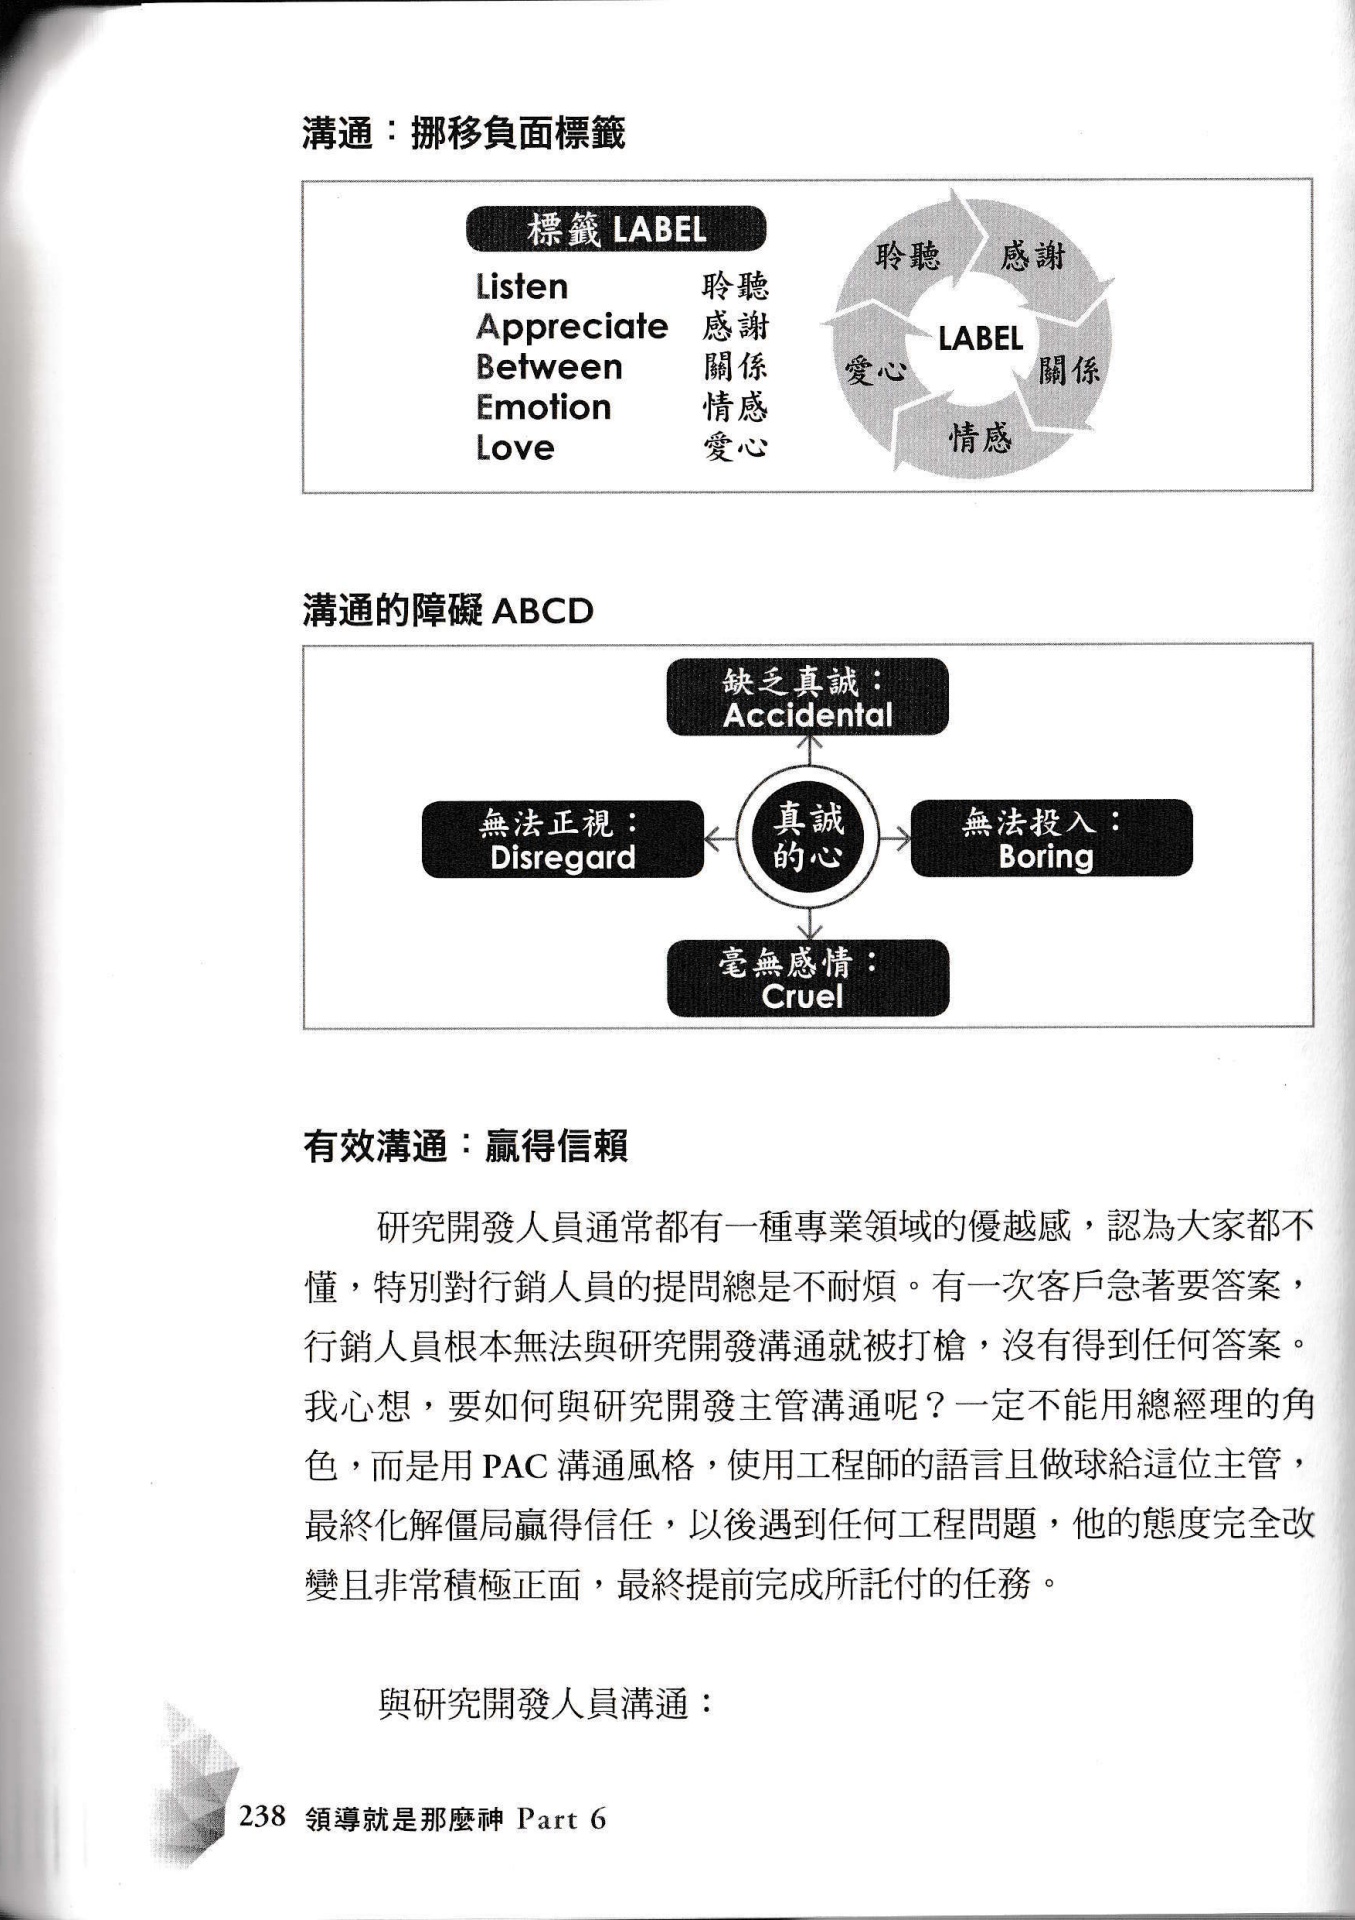 溝通：挪移負面標籤
標籤 LABEL
Listen 聆聽
Appreciate 感謝
Between 關係
Emotion 情感
Love 愛心
聆聽
感謝
LABEL
愛心
關係
情感
溝通的障礙 ABCD
缺乏真誠：
Accidental
無法正視：
Disregard
真誠
的心
無法投入：
Boring
毫無感情：
Cruel
有效溝通：贏得信賴
研究開發人員通常都有一種專業領域的優越感，認為大家都不
懂，特別對行銷人員的提問總是不耐煩。有一次客戶急著要答案，
行銷人員根本無法與研究開發溝通就被打槍，沒有得到任何答案。
我心想，要如何與研究開發主管溝通呢？一定不能用總經理的角
色，而是用 PAC 溝通風格，使用工程師的語言且做球給這位主管，
最終化解僵局贏得信任，以後遇到任何工程問題，他的態度完全改
變且非常積極正面，最終提前完成所託付的任務。
與研究開發人員溝通：
238 領導就是那麼神 Part 6